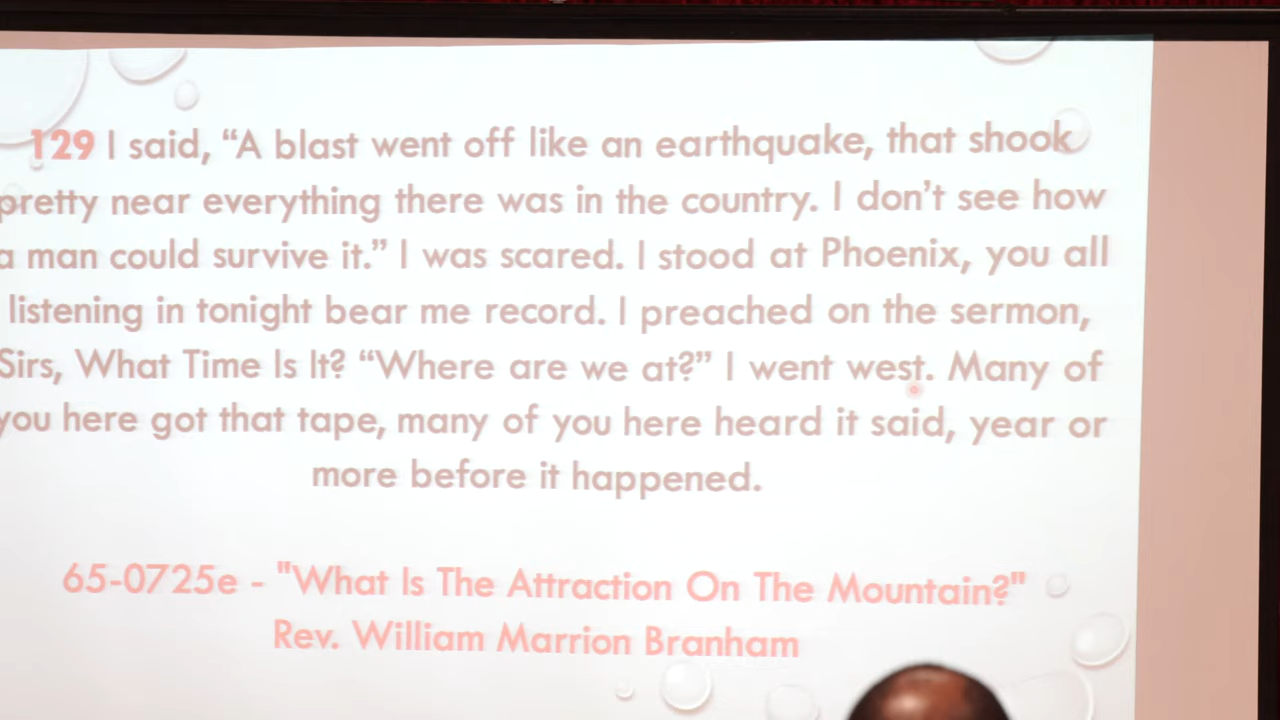 129 I said, “A blast went off like an earthquake, that shook
pretty near everything there was in the country. I don’t see how
a man could survive it.” I was scared. I stood at Phoenix, you all
listening in tonight bear me record. I preached on the sermon,
Sirs, What Time Is It? “Where are we at?” I went west. Many of
you here got that tape, many of you here heard it said, year or
more before it happened.
65-0725e - "What Is The Attraction On The Mountain?"
Rev. William Marrion Branham